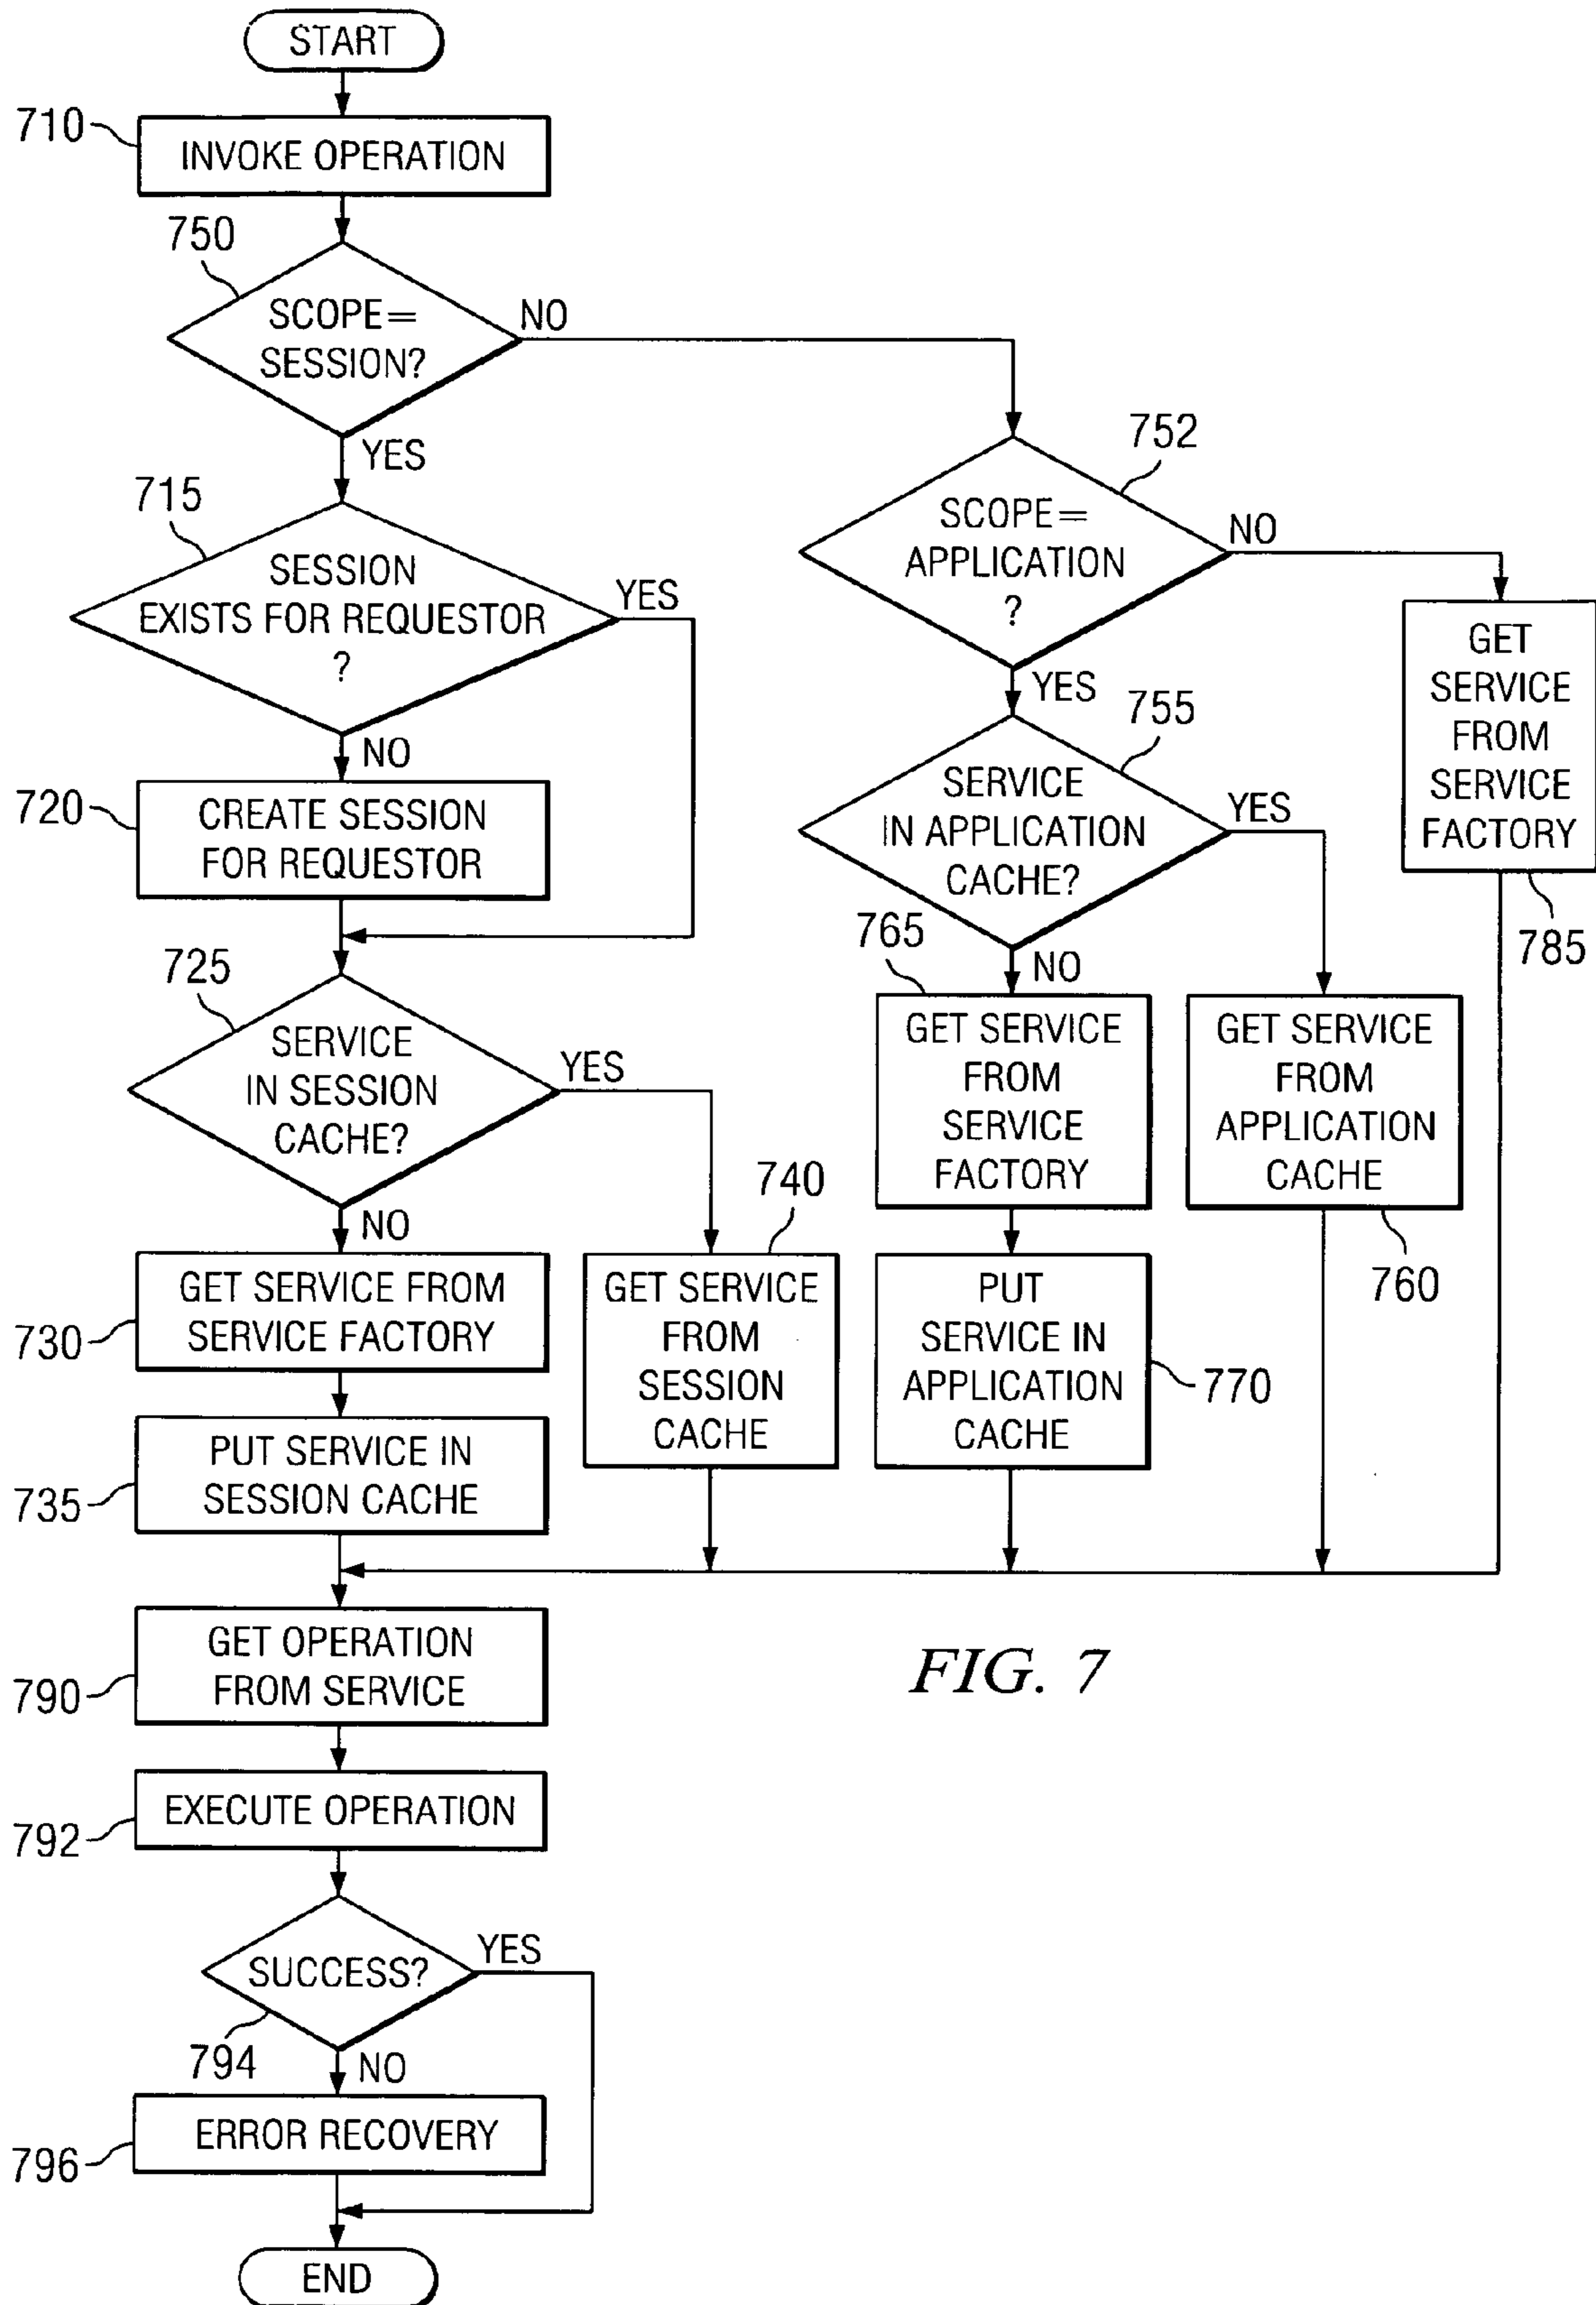 START
710
INVOKE OPERATION
750
SCOPE=
SESSION?
NO
YES
752
SCOPE=
APPLICATION
?
NO
YES
715
SESSION
EXISTS FOR REQUESTOR
?
YES
NO
GET
SERVICE
FROM
SERVICE
FACTORY
785
755
SERVICE
IN APPLICATION
CACHE?
YES
NO
720
CREATE SESSION
FOR REQUESTOR
725
SERVICE
IN SESSION
CACHE?
YES
NO
765
GET SERVICE
FROM
SERVICE
FACTORY
GET SERVICE
FROM
APPLICATION
CACHE
760
730
GET SERVICE FROM
SERVICE FACTORY
740
GET SERVICE
FROM
SESSION
CACHE
PUT
SERVICE IN
APPLICATION
CACHE
770
735
PUT SERVICE IN
SESSION CACHE
790
GET OPERATION
FROM SERVICE
FIG. 7
792
EXECUTE OPERATION
SUCCESS?
YES
794
NO
796
ERROR RECOVERY
END